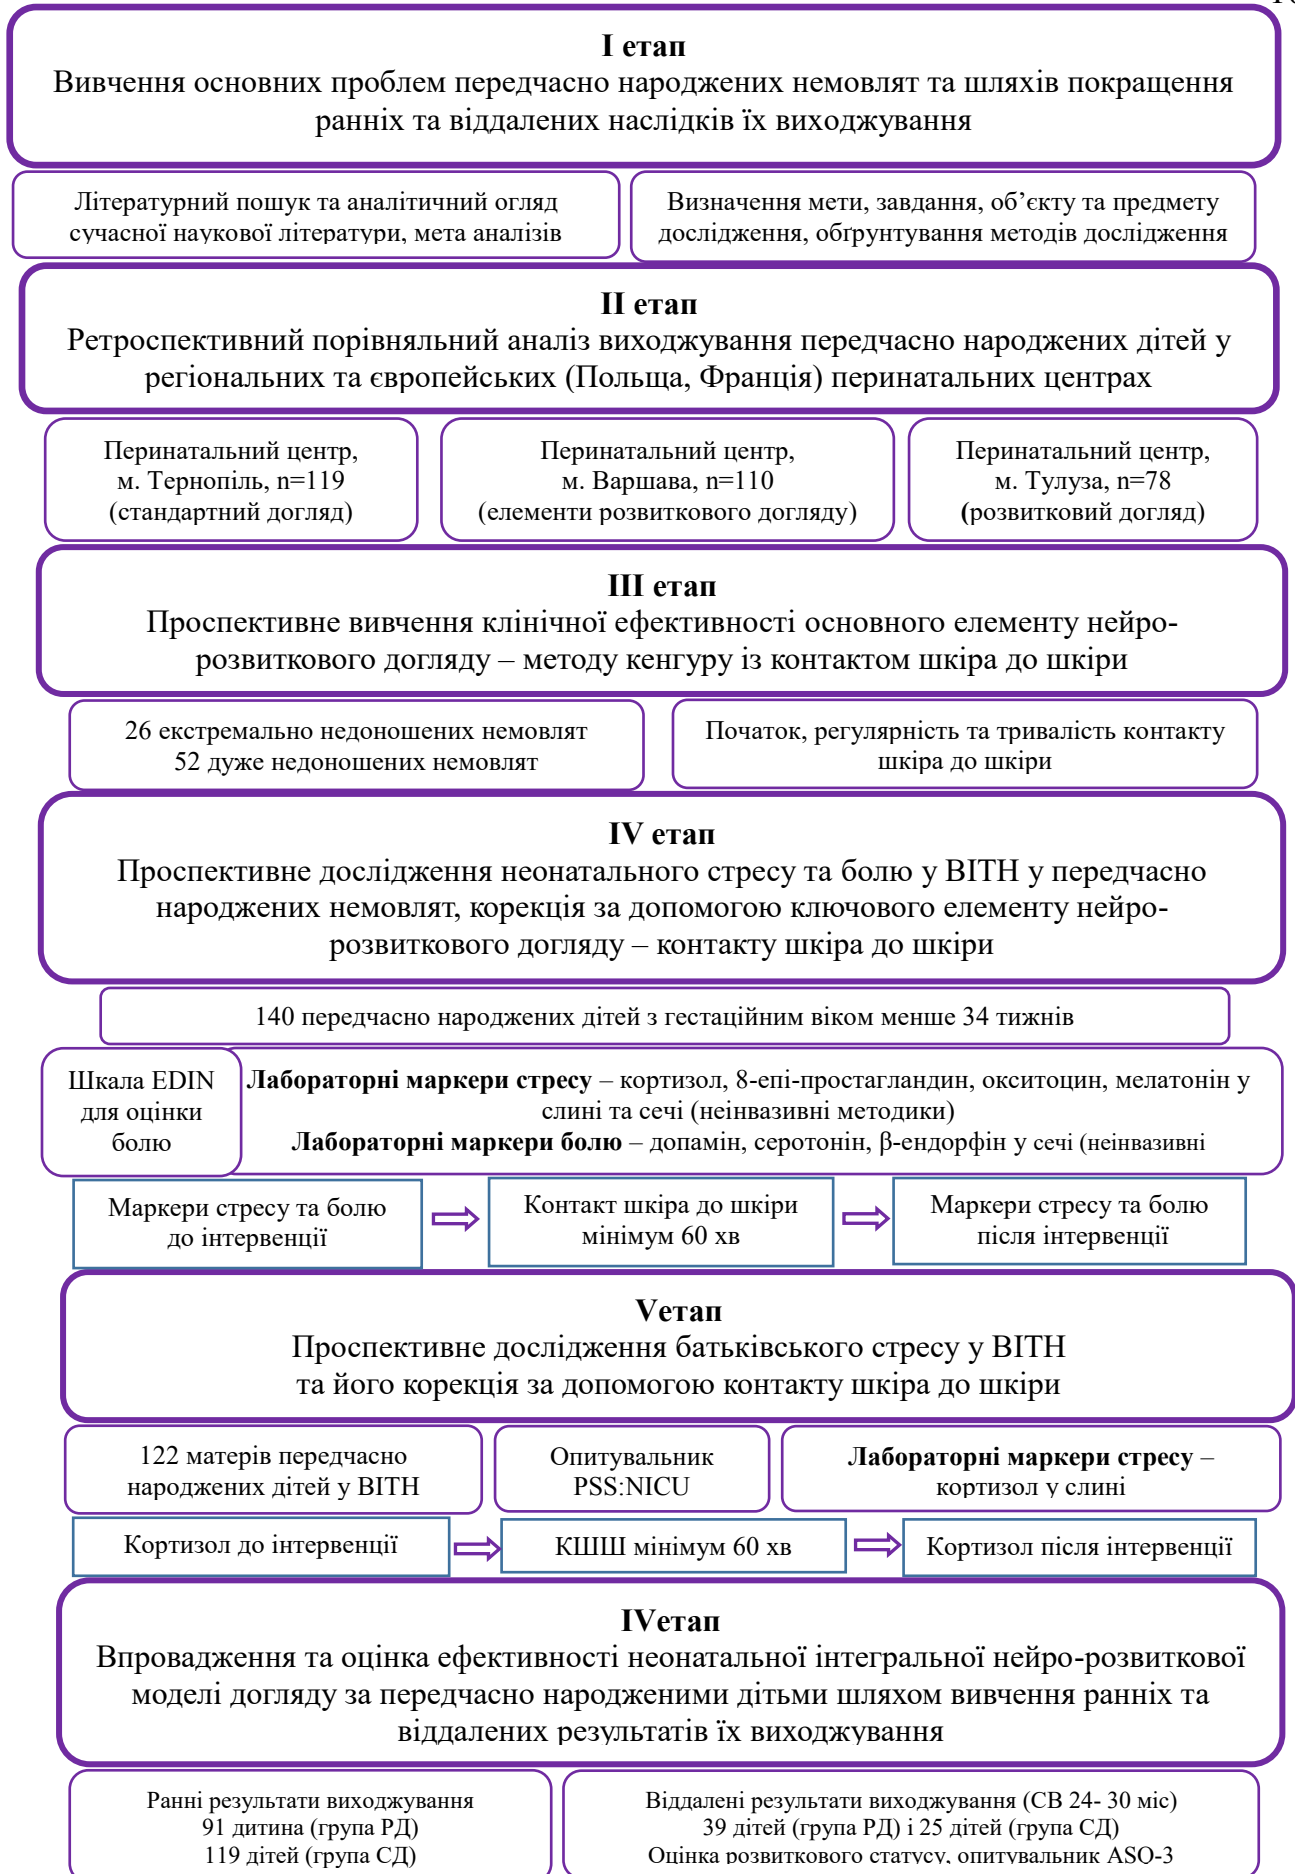 І етап
Вивчення основних проблем передчасно народжених немовлят та шляхів покращення
ранніх та віддалених наслідків їх виходжування
Літературний пошук та аналітичний огляд
сучасної наукової літератури, мета аналізів
Визначення мети, завдання, об’єкту та предмету
дослідження, обґрунтування методів дослідження
ІІ етап
Ретроспективний порівняльний аналіз виходжування передчасно народжених дітей у
регіональних та європейських (Польща, Франція) перинатальних центрах
Перинатальний центр,
м. Тернопіль, n=119
(стандартний догляд)
Перинатальний центр,
м. Варшава, n=110
(елементи розвиткового догляду)
Перинатальний центр,
м. Тулуза, n=78
(розвитковий догляд)
ІІІ етап
Проспективне вивчення клінічної ефективності основного елементу нейро-
розвиткового догляду – методу кенгуру із контактом шкіра до шкіри
26 екстремально недоношених немовлят
52 дуже недоношених немовлят
Початок, регулярність та тривалість контакту
шкіра до шкіри
IV етап
Проспективне дослідження неонатального стресу та болю у ВІТН у передчасно
народжених немовлят, корекція за допомогою ключового елементу нейро-
розвиткового догляду – контакту шкіра до шкіри
140 передчасно народжених дітей з гестаційним віком менше 34 тижнів
Шкала EDIN
для оцінки
болю
Лабораторні маркери стресу – кортизол, 8-епі-простагландин, окситоцин, мелатонін у
слині та сечі (неінвазивні методики)
Лабораторні маркери болю – допамін, серотонін, β-ендорфін у сечі (неінвазивні
Маркери стресу та болю
до інтервенції
Контакт шкіра до шкіри
мінімум 60 хв
Маркери стресу та болю
після інтервенції
Vетап
Проспективне дослідження батьківського стресу у ВІТН
та його корекція за допомогою контакту шкіра до шкіри
122 матерів передчасно
народжених дітей у ВІТН
Опитувальник
PSS:NICU
Лабораторні маркери стресу –
кортизол у слині
Кортизол до інтервенції
КШШ мінімум 60 хв
Кортизол після інтервенції
IVетап
Впровадження та оцінка ефективності неонатальної інтегральної нейро-розвиткової
моделі догляду за передчасно народженими дітьми шляхом вивчення ранніх та
віддалених результатів їх виходжування
Ранні результати виходжування
91 дитина (група РД)
119 дітей (група СД)
Віддалені результати виходжування (СВ 24- 30 міс)
39 дітей (група РД) і 25 дітей (група СД)
Оцінка розвиткового статусу, опитувальник ASQ-3